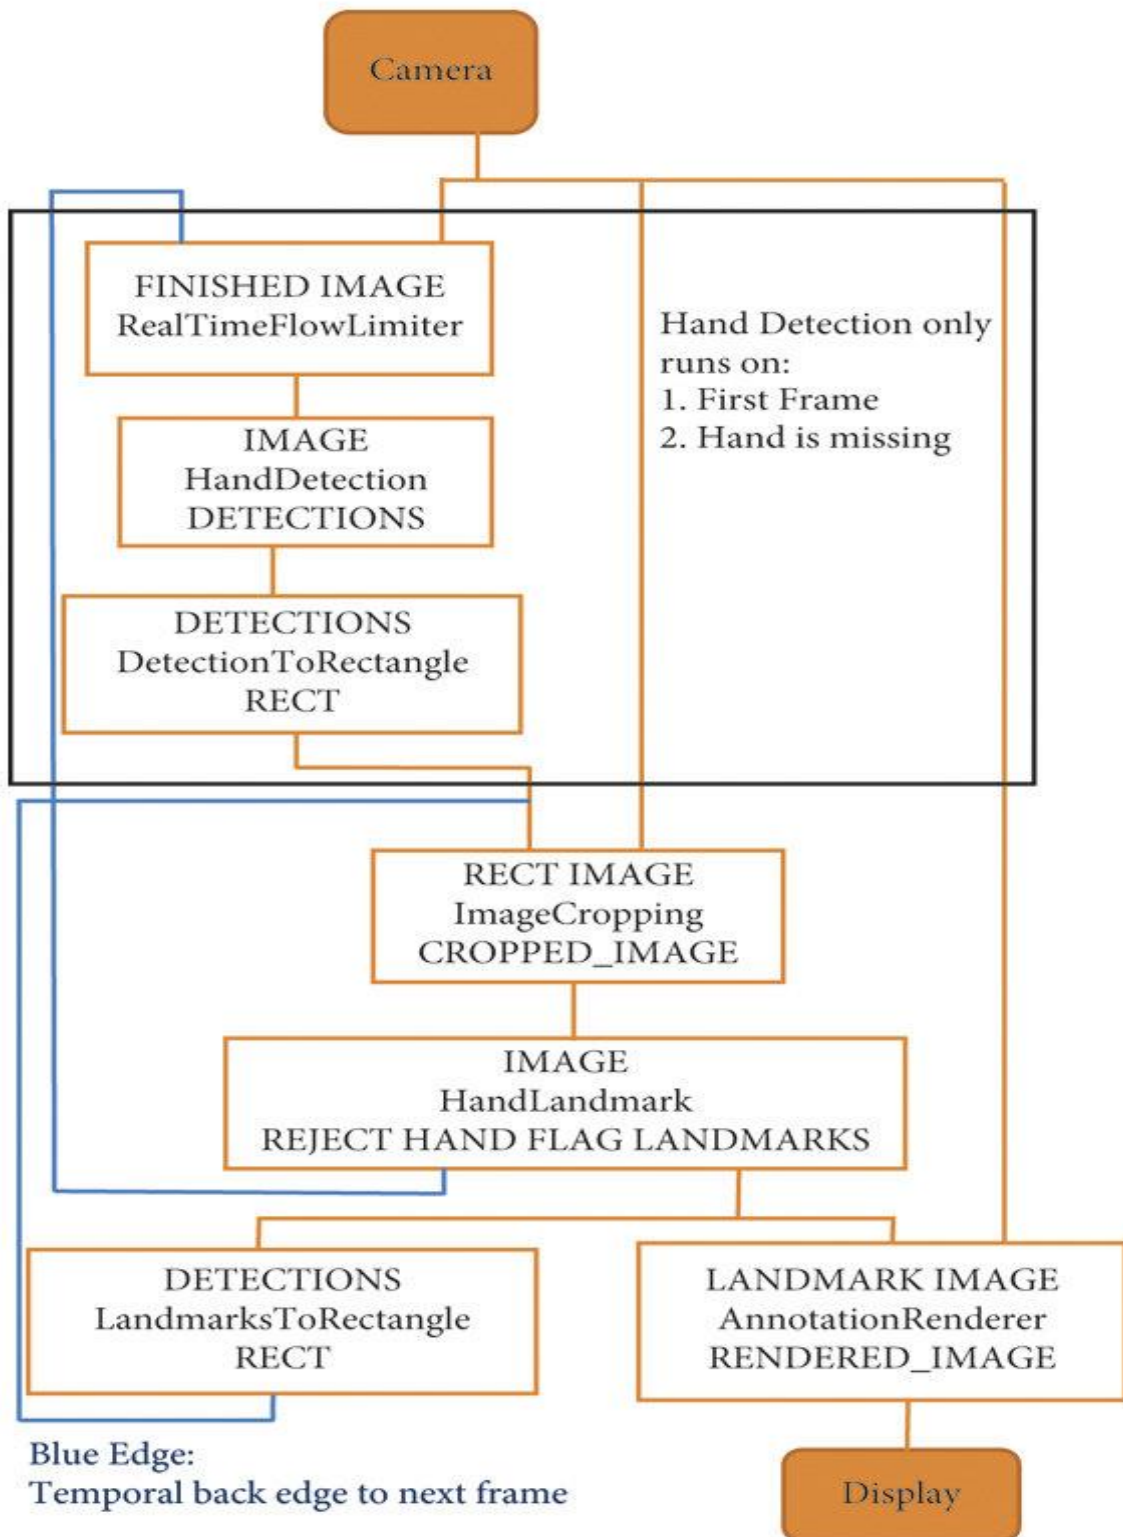 Camera
FINISHED IMAGE
RealTimeFlowLimiter
Hand Detection only
runs on:
1. First Frame
2. Hand is missing
IMAGE
HandDetection
DETECTIONS
DETECTIONS
DetectionToRectangle
RECT
RECT IMAGE
ImageCropping
CROPPED_IMAGE
IMAGE
HandLandmark
REJECT HAND FLAG LANDMARKS
DETECTIONS
LandmarksToRectangle
RECT
LANDMARK IMAGE
AnnotationRenderer
RENDERED_IMAGE
Blue Edge:
Temporal back edge to next frame
Display